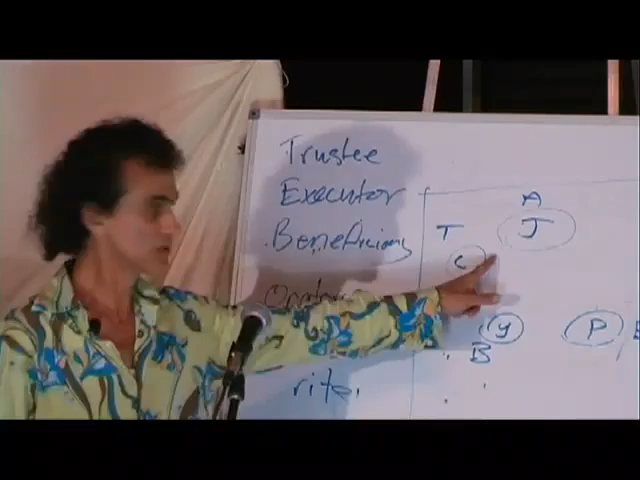 Trustee
Executor
Beneficiary
A
T J
C
y P
B
rite.